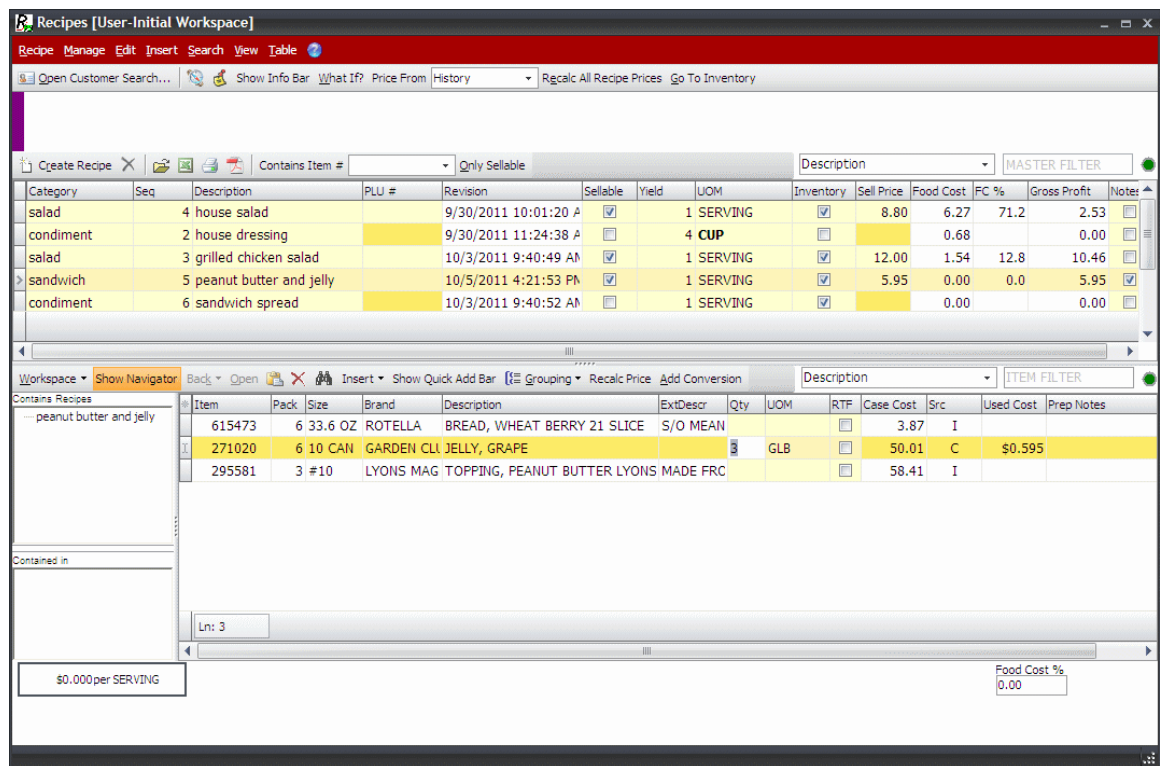 Recipes [User-Initial Workspace]
Recipe Manage Edit Insert Search View Table ?
Open Customer Search... Show Info Bar What If? Price From History Recalc All Recipe Prices Go To Inventory
Create Recipe Contains Item # Only Sellable Description MASTER FILTER
Category Seq Description PLU # Revision Sellable Yield UOM Inventory Sell Price Food Cost FC % Gross Profit Notes
salad 4 house salad 9/30/2011 10:01:20 A 1 SERVING 8.80 6.27 71.2 2.53
condiment 2 house dressing 9/30/2011 11:24:38 A 4 CUP 0.68 0.00
salad 3 grilled chicken salad 10/3/2011 9:40:49 AM 1 SERVING 12.00 1.54 12.8 10.46
sandwich 5 peanut butter and jelly 10/5/2011 4:21:53 PM 1 SERVING 5.95 0.00 0.0 5.95
condiment 6 sandwich spread 10/3/2011 9:40:52 AM 1 SERVING 0.00 0.00
Workspace Show Navigator Back Open Insert Show Quick Add Bar Grouping Recalc Price Add Conversion Description ITEM FILTER
Contains Recipes
peanut butter and jelly
Item Pack Size Brand Description ExtDescr Qty UOM RTF Case Cost Src Used Cost Prep Notes
615473 6 33.6 OZ ROTELLA BREAD, WHEAT BERRY 21 SLICE S/O MEAN 3.87 I
271020 6 10 CAN GARDEN CLU JELLY, GRAPE 3 GLB 50.01 C $0.595
295581 3 #10 LYONS MAG TOPPING, PEANUT BUTTER LYONS MADE FRO 58.41 I
Contained in
Ln: 3
$0.000per SERVING
Food Cost %
0.00